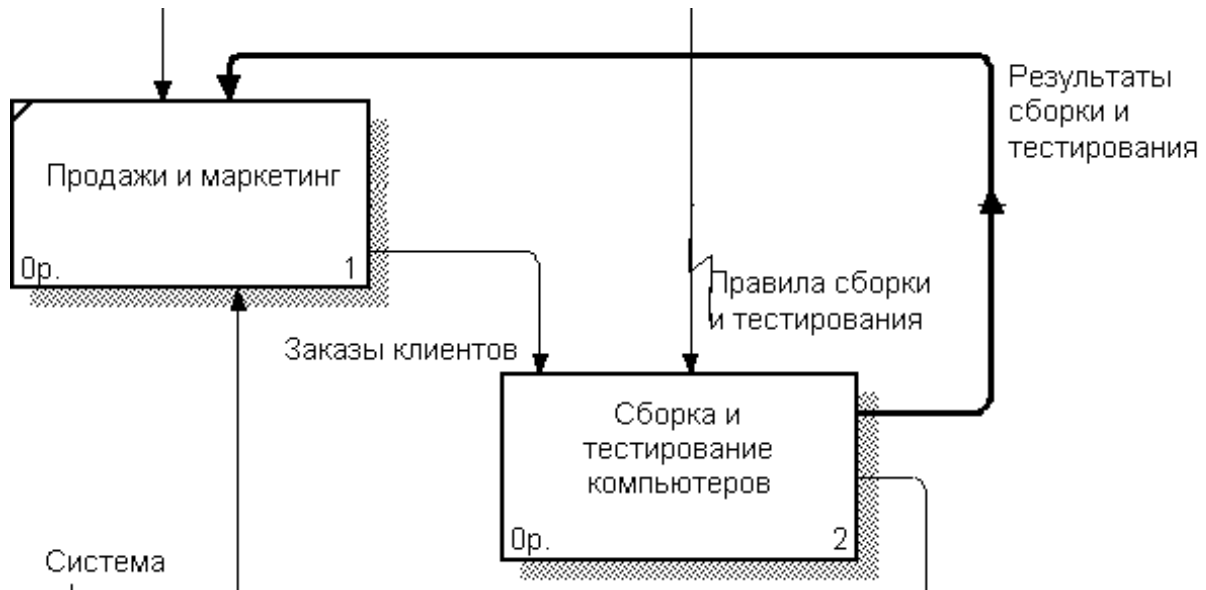 Результаты
сборки и
тестирования
Продажи и маркетинг
0р.
1
Правила сборки
и тестирования
Заказы клиентов
Сборка и
тестирование
компьютеров
0р.
2
Система